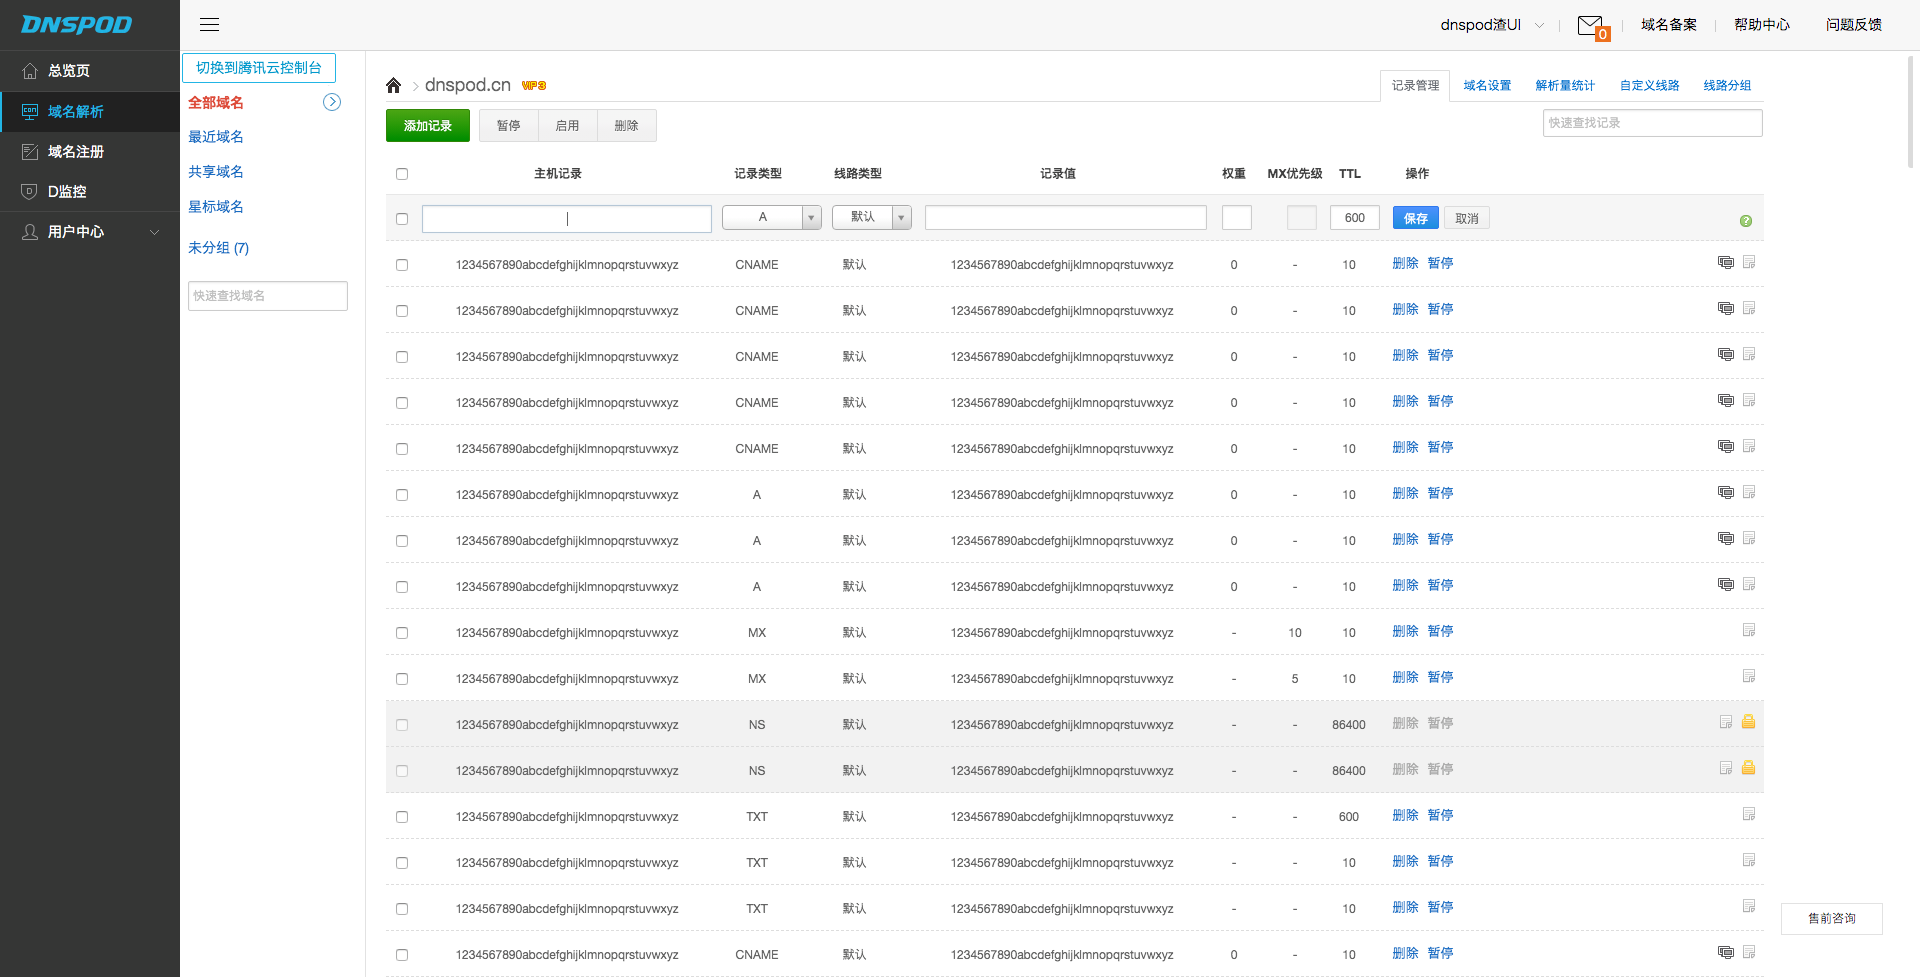 DNSPOD
dnspod渣UI
0
域名备案
帮助中心
问题反馈
总览页
域名解析
域名注册
D监控
用户中心
切换到腾讯云控制台
全部域名
最近域名
共享域名
星标域名
未分组 (7)
快速查找域名
dnspod.cn VIP3
记录管理 域名设置 解析量统计 自定义线路 线路分组
添加记录 暂停 启用 删除
快速查找记录
主机记录 记录类型 线路类型 记录值 权重 MX优先级 TTL 操作
A 默认 600 保存 取消
1234567890abcdefghijklmnopqrstuvwxyz CNAME 默认 1234567890abcdefghijklmnopqrstuvwxyz 0 - 10 删除 暂停
1234567890abcdefghijklmnopqrstuvwxyz CNAME 默认 1234567890abcdefghijklmnopqrstuvwxyz 0 - 10 删除 暂停
1234567890abcdefghijklmnopqrstuvwxyz CNAME 默认 1234567890abcdefghijklmnopqrstuvwxyz 0 - 10 删除 暂停
1234567890abcdefghijklmnopqrstuvwxyz CNAME 默认 1234567890abcdefghijklmnopqrstuvwxyz 0 - 10 删除 暂停
1234567890abcdefghijklmnopqrstuvwxyz CNAME 默认 1234567890abcdefghijklmnopqrstuvwxyz 0 - 10 删除 暂停
1234567890abcdefghijklmnopqrstuvwxyz A 默认 1234567890abcdefghijklmnopqrstuvwxyz 0 - 10 删除 暂停
1234567890abcdefghijklmnopqrstuvwxyz A 默认 1234567890abcdefghijklmnopqrstuvwxyz 0 - 10 删除 暂停
1234567890abcdefghijklmnopqrstuvwxyz A 默认 1234567890abcdefghijklmnopqrstuvwxyz 0 - 10 删除 暂停
1234567890abcdefghijklmnopqrstuvwxyz MX 默认 1234567890abcdefghijklmnopqrstuvwxyz - 10 10 删除 暂停
1234567890abcdefghijklmnopqrstuvwxyz MX 默认 1234567890abcdefghijklmnopqrstuvwxyz - 5 10 删除 暂停
1234567890abcdefghijklmnopqrstuvwxyz NS 默认 1234567890abcdefghijklmnopqrstuvwxyz - - 86400 删除 暂停
1234567890abcdefghijklmnopqrstuvwxyz NS 默认 1234567890abcdefghijklmnopqrstuvwxyz - - 86400 删除 暂停
1234567890abcdefghijklmnopqrstuvwxyz TXT 默认 1234567890abcdefghijklmnopqrstuvwxyz - - 600 删除 暂停
1234567890abcdefghijklmnopqrstuvwxyz TXT 默认 1234567890abcdefghijklmnopqrstuvwxyz - - 10 删除 暂停
1234567890abcdefghijklmnopqrstuvwxyz TXT 默认 1234567890abcdefghijklmnopqrstuvwxyz - - 10 删除 暂停
1234567890abcdefghijklmnopqrstuvwxyz CNAME 默认 1234567890abcdefghijklmnopqrstuvwxyz 0 - 10 删除 暂停
售前咨询